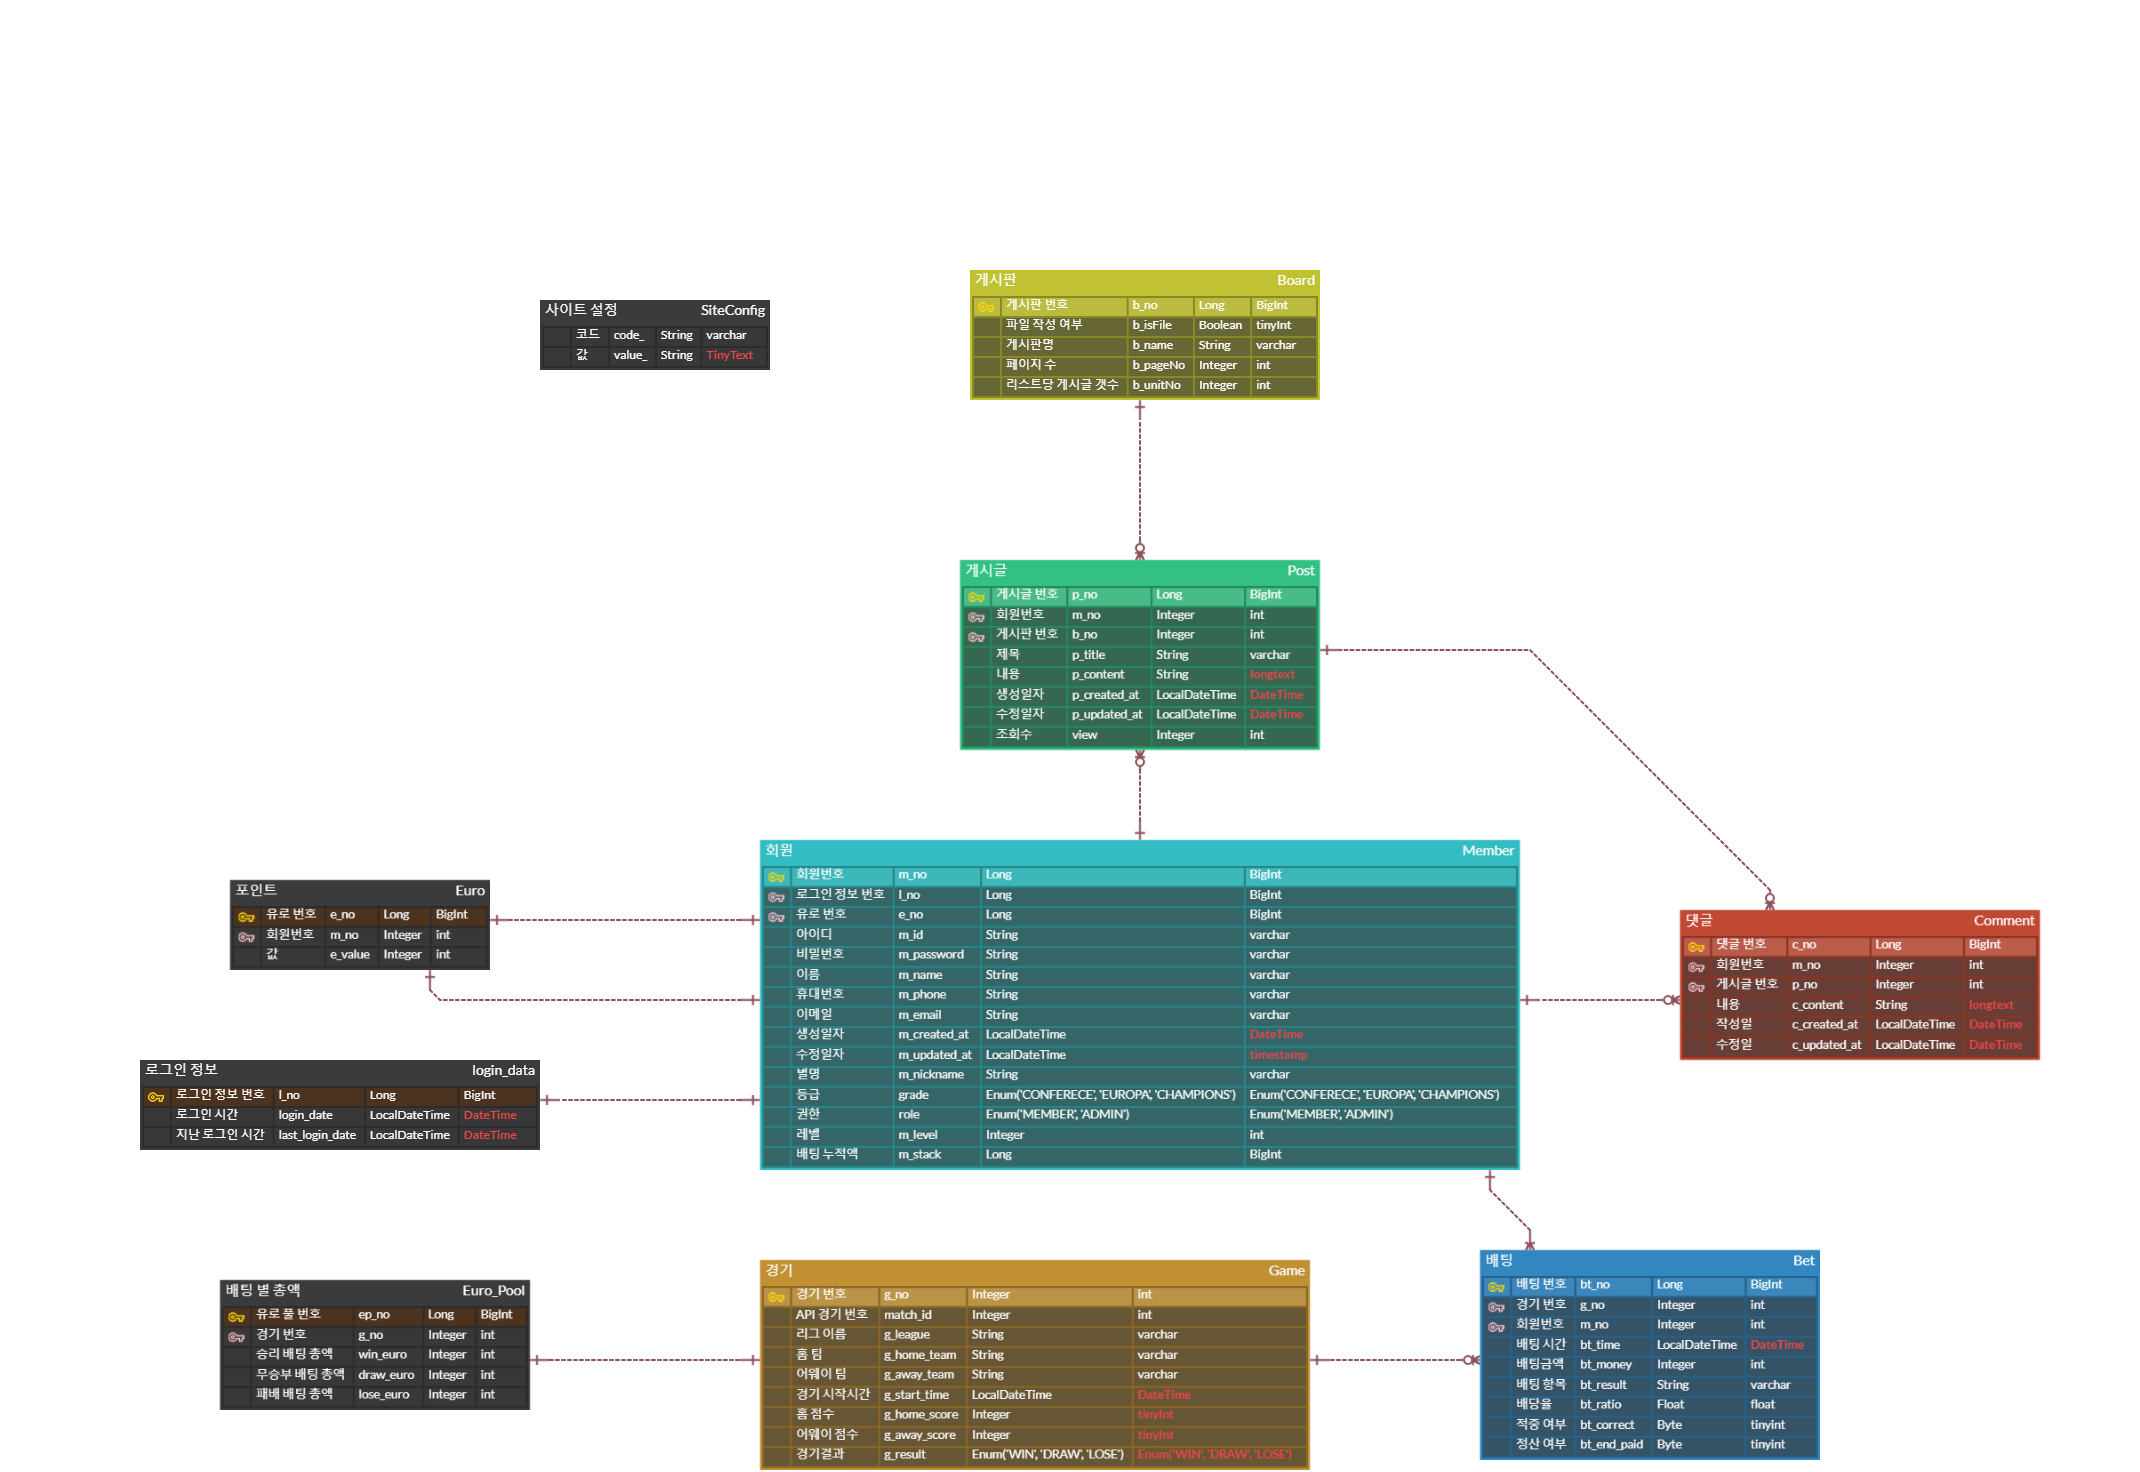 게시판 Board
게시판 번호 b_no Long BigInt
파일 작성 여부 b_isFile Boolean tinyInt
게시판명 b_name String varchar
페이지 수 b_pageNo Integer int
리스트당 게시글 갯수 b_unitNo Integer int
사이트 설정 SiteConfig
코드 code_ String varchar
값 value_ String TinyText
게시글 Post
게시글 번호 p_no Long BigInt
회원번호 m_no Integer int
게시판 번호 b_no Integer int
제목 p_title String varchar
내용 p_content String longtext
생성일자 p_created_at LocalDateTime DateTime
수정일자 p_updated_at LocalDateTime DateTime
조회수 view Integer int
회원 Member
회원번호 m_no Long BigInt
로그인 정보 번호 l_no Long BigInt
유로 번호 e_no Long BigInt
아이디 m_id String varchar
비밀번호 m_password String varchar
이름 m_name String varchar
휴대번호 m_phone String varchar
이메일 m_email String varchar
생성일자 m_created_at LocalDateTime DateTime
수정일자 m_updated_at LocalDateTime timestamp
별명 m_nickname String varchar
등급 grade Enum('CONFERECE', 'EUROPA', 'CHAMPIONS') Enum('CONFERECE', 'EUROPA', 'CHAMPIONS')
권한 role Enum('MEMBER', 'ADMIN') Enum('MEMBER', 'ADMIN')
레벨 m_level Integer int
배팅 누적액 m_stack Long BigInt
포인트 Euro
유로 번호 e_no Long BigInt
회원번호 m_no Integer int
값 e_value Integer int
댓글 Comment
댓글 번호 c_no Long BigInt
회원번호 m_no Integer int
게시글 번호 p_no Integer int
내용 c_content String longtext
작성일 c_created_at LocalDateTime DateTime
수정일 c_updated_at LocalDateTime DateTime
로그인 정보 login_data
로그인 정보 번호 l_no Long BigInt
로그인 시간 login_date LocalDateTime DateTime
지난 로그인 시간 last_login_date LocalDateTime DateTime
배팅 별 총액 Euro_Pool
유로 풀 번호 ep_no Long BigInt
경기 번호 g_no Integer int
승리 배팅 총액 win_euro Integer int
무승부 배팅 총액 draw_euro Integer int
패배 배팅 총액 lose_euro Integer int
경기 Game
경기 번호 g_no Integer int
API 경기 번호 match_id Integer int
리그 이름 g_league String varchar
홈 팀 g_home_team String varchar
어웨이 팀 g_away_team String varchar
경기 시작시간 g_start_time LocalDateTime DateTime
홈 점수 g_home_score Integer tinyInt
어웨이 점수 g_away_score Integer tinyInt
경기결과 g_result Enum('WIN', 'DRAW', 'LOSE') Enum('WIN', 'DRAW', 'LOSE')
배팅 Bet
배팅 번호 bt_no Long BigInt
경기 번호 g_no Integer int
회원번호 m_no Integer int
배팅 시간 bt_time LocalDateTime DateTime
배팅금액 bt_money Integer int
배팅 항목 bt_result String varchar
배당율 bt_ratio Float float
적중 여부 bt_correct Byte tinyint
정산 여부 bt_end_paid Byte tinyint